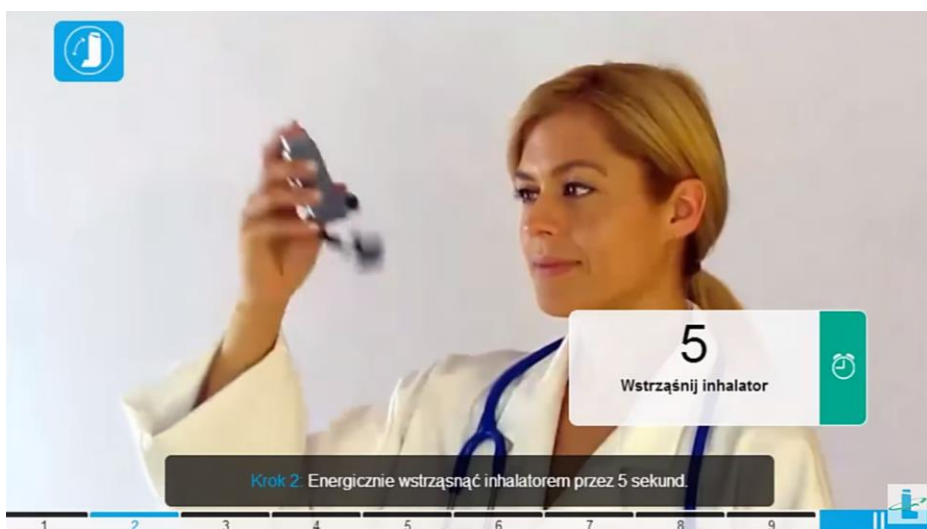 5
Wstrząśnij inhalator
Krok 2: Energicznie wstrząsnąć inhalatorem przez 5 sekund.
1 2 3 4 5 6 7 8 9